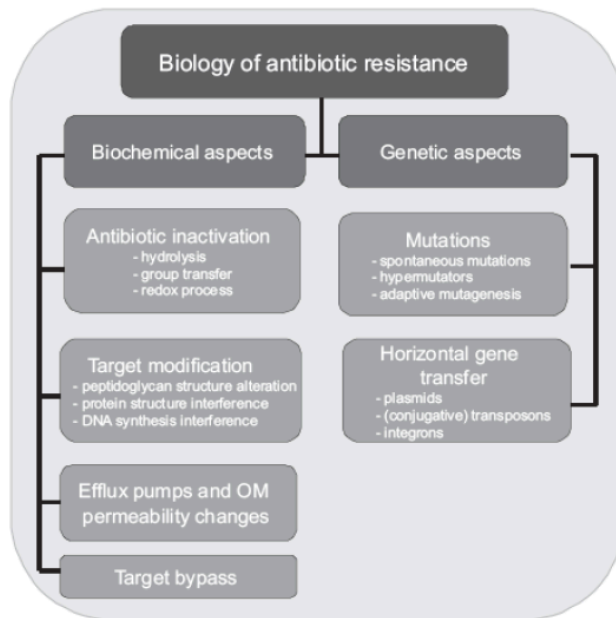 Biology of antibiotic resistance
Biochemical aspects
Genetic aspects
Antibiotic inactivation
- hydrolysis
- group transfer
- redox process
Mutations
- spontaneous mutations
- hypermutators
- adaptive mutagenesis
Target modification
- peptidoglycan structure alteration
- protein structure interference
- DNA synthesis interference
Horizontal gene
transfer
- plasmids
- (conjugative) transposons
- integrons
Efflux pumps and OM
permeability changes
Target bypass